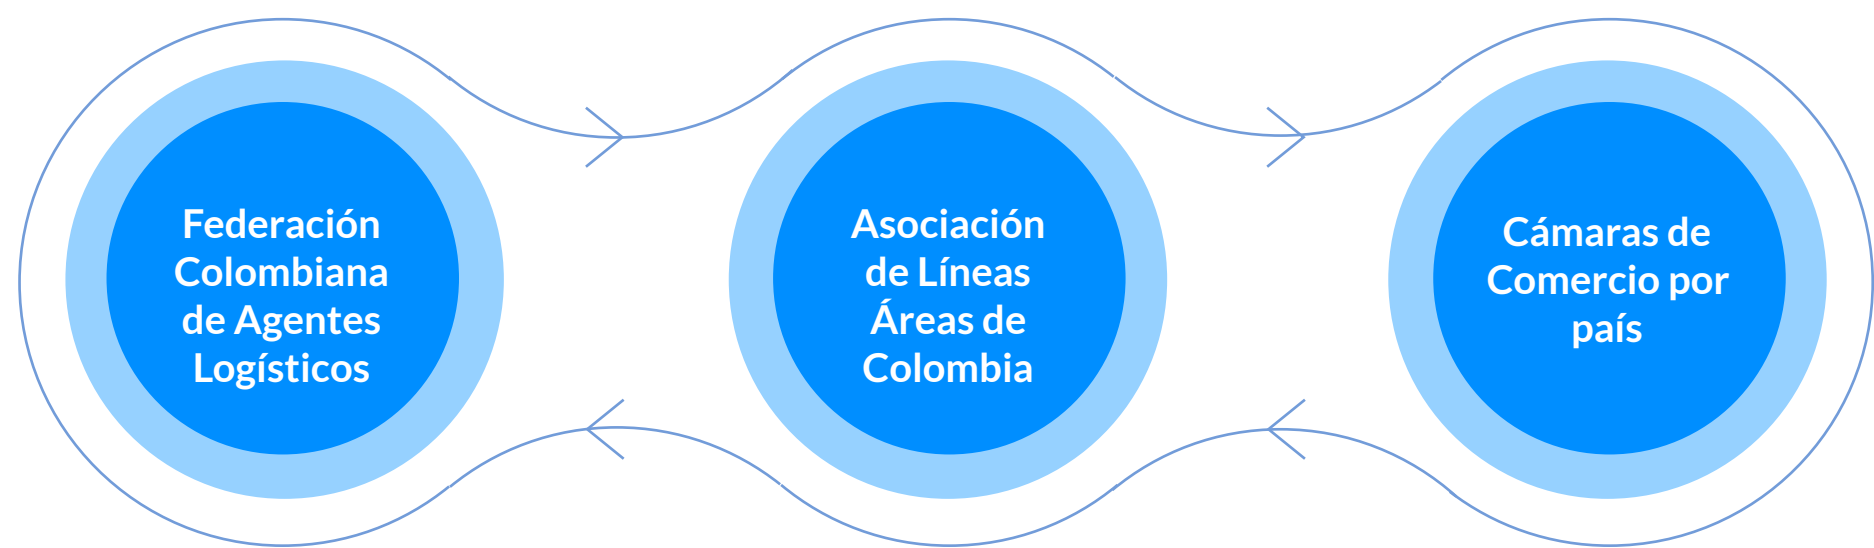 Federación
Colombiana
de Agentes
Logísticos
Asociación
de Líneas
Áreas de
Colombia
Cámaras de
Comercio por
país